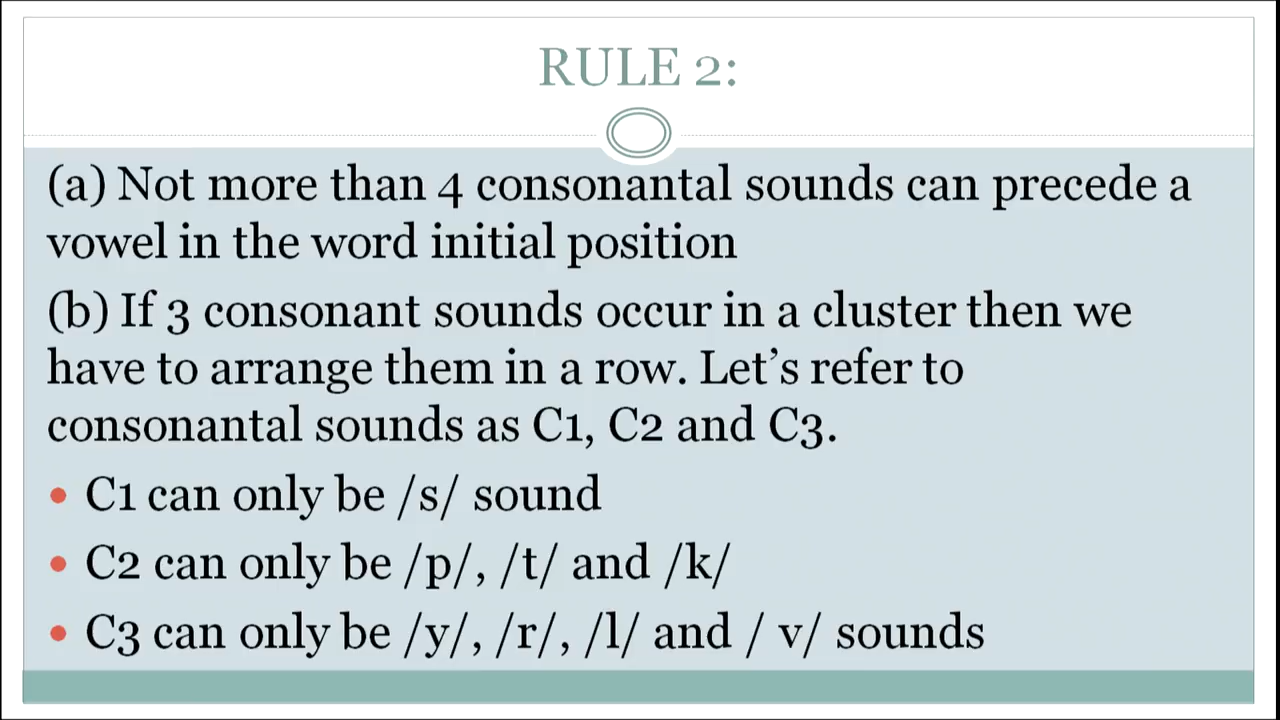 RULE 2:
(a) Not more than 4 consonantal sounds can precede a
vowel in the word initial position
(b) If 3 consonant sounds occur in a cluster then we
have to arrange them in a row. Let’s refer to
consonantal sounds as C1, C2 and C3.
• C1 can only be /s/ sound
• C2 can only be /p/, /t/ and /k/
• C3 can only be /y/, /r/, /l/ and / v/ sounds